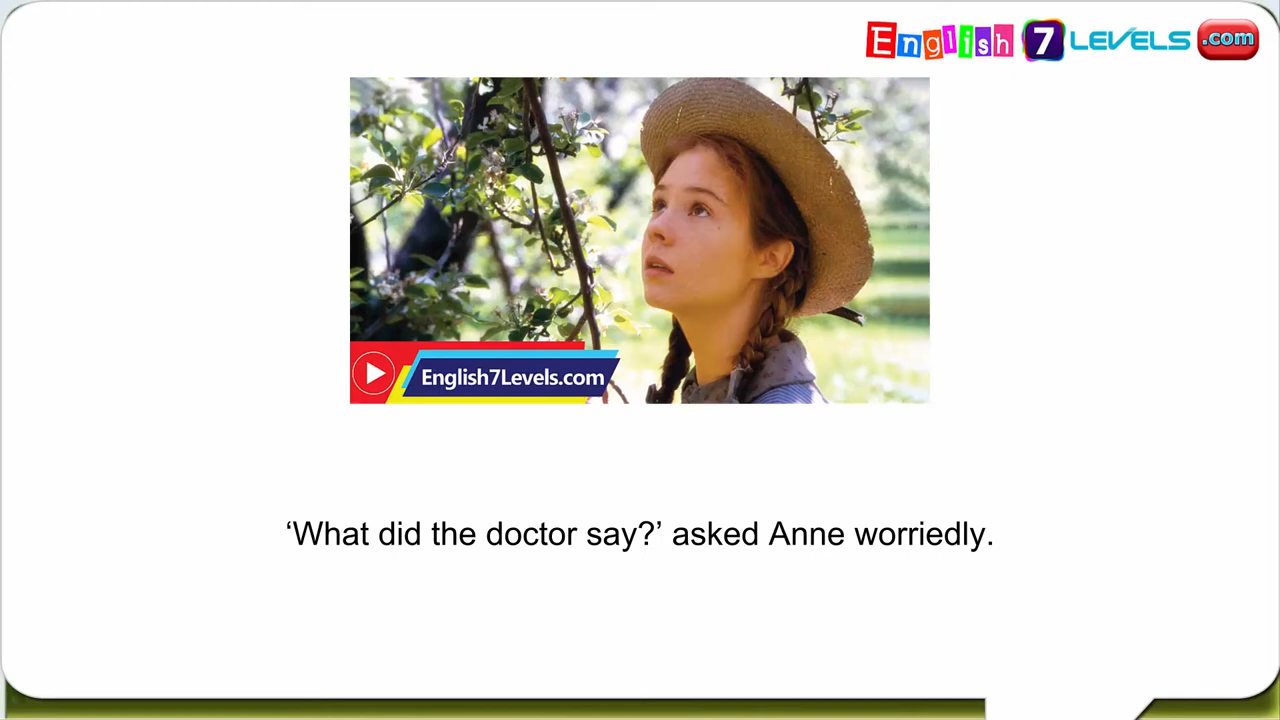 English 7 LEVELS .com
English7Levels.com
‘What did the doctor say?’ asked Anne worriedly.